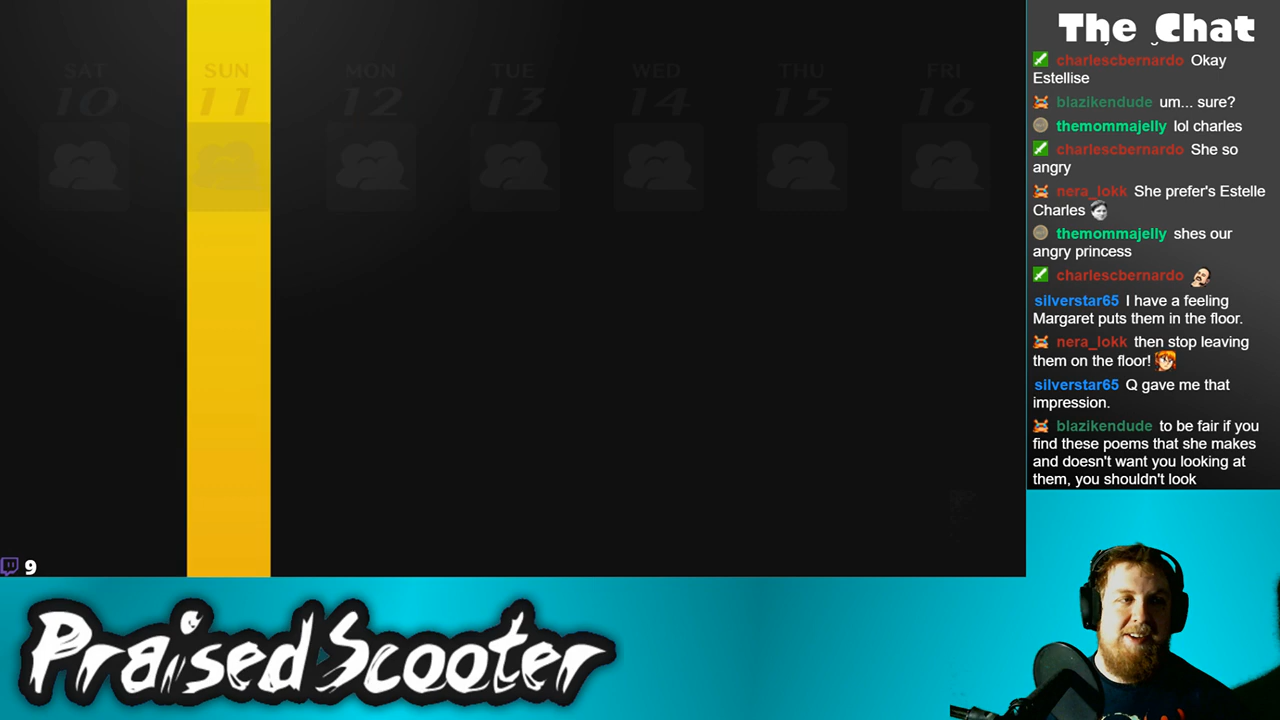 SAT SUN MON TUE WED THU FRI
10 11 12 13 14 15 16
9
PraisedScooter
The Chat
charlescbernardo Okay
Estellise
blazikendude um... sure?
themommajelly lol charles
charlescbernardo She so
angry
nera_lokk She prefer's Estelle
Charles
themommajelly shes our
angry princess
charlescbernardo
silverstar65 I have a feeling
Margaret puts them in the floor.
nera_lokk then stop leaving
them on the floor!
silverstar65 Q gave me that
impression.
blazikendude to be fair if you
find these poems that she makes
and doesn't want you looking at
them, you shouldn't look